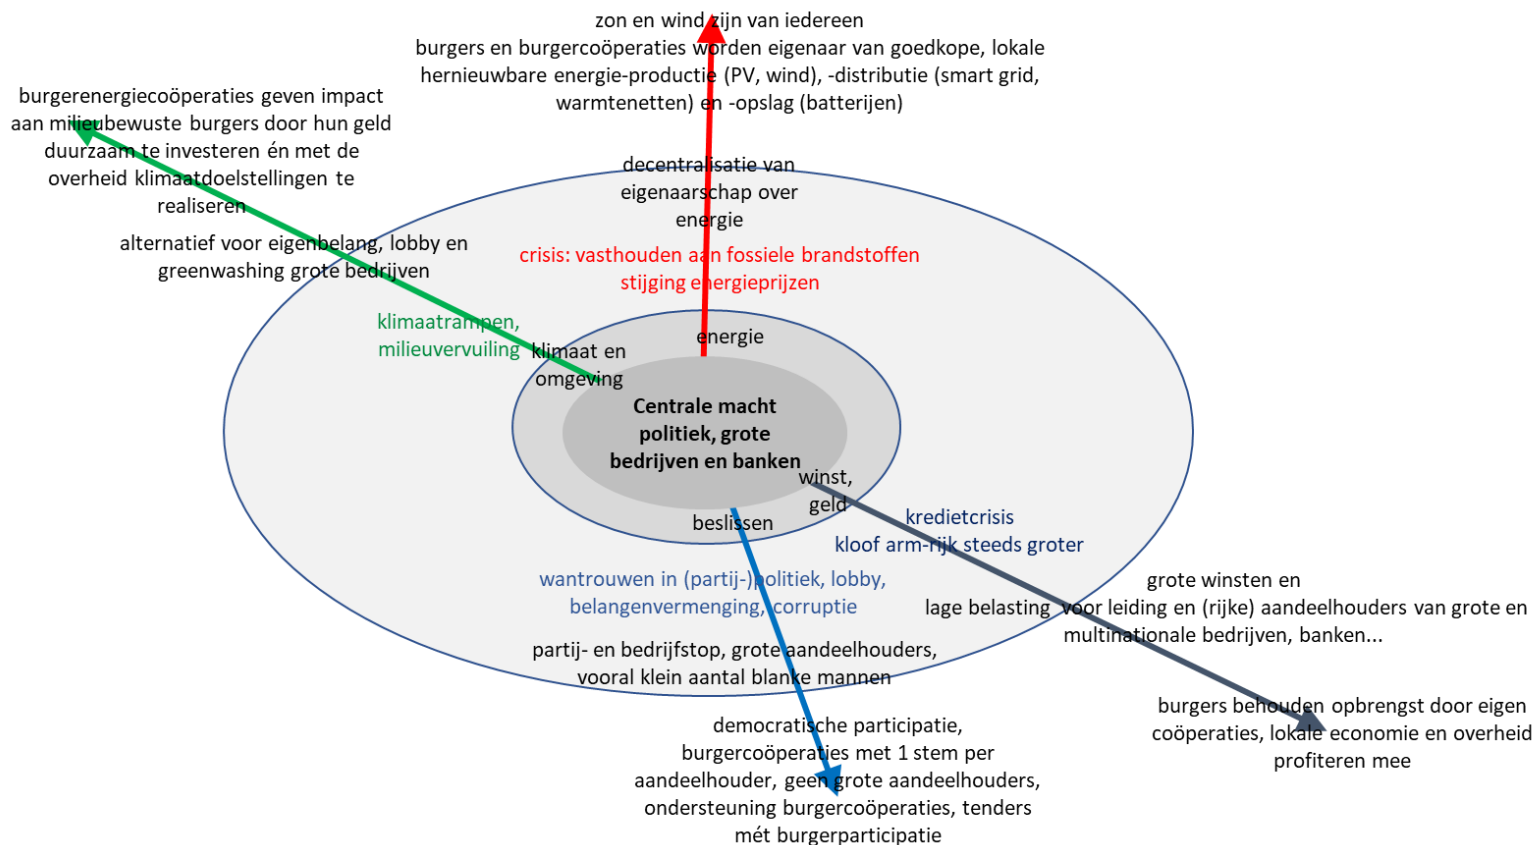 zon en wind zijn van iedereen
burgers en burgercoöperaties worden eigenaar van goedkope, lokale
hernieuwbare energie-productie (PV, wind), -distributie (smart grid,
warmtenetten) en -opslag (batterijen)
burgerenergiecoöperaties geven impact
aan milieubewuste burgers door hun geld
duurzaam te investeren én met de
overheid klimaatdoelstellingen te
realiseren
decentralisatie van
eigenaarschap over
energie
alternatief voor eigenbelang, lobby en
greenwashing grote bedrijven
crisis: vasthouden aan fossiele brandstoffen
stijging energieprijzen
klimaatrampen,
milieuvervuiling
energie
klimaat en
omgeving
Centrale macht
politiek, grote
bedrijven en banken
winst,
geld
beslissen
kredietcrisis
kloof arm-rijk steeds groter
wantrouwen in (partij-)politiek, lobby,
belangenvermenging, corruptie
grote winsten en
lage belasting voor leiding en (rijke) aandeelhouders van grote en
multinationale bedrijven, banken...
partij- en bedrijfstop, grote aandeelhouders,
vooral klein aantal blanke mannen
burgers behouden opbrengst door eigen
coöperaties, lokale economie en overheid
profiteren mee
democratische participatie,
burgercoöperaties met 1 stem per
aandeelhouder, geen grote aandeelhouders,
ondersteuning burgercoöperaties, tenders
mét burgerparticipatie